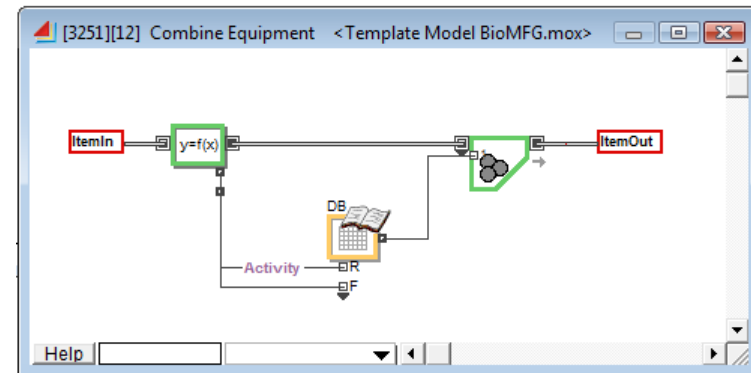 [3251][12] Combine Equipment <Template Model BioMFG.mox>
ItemIn
y=f(x)
ItemOut
DB
Activity
R
F
Help